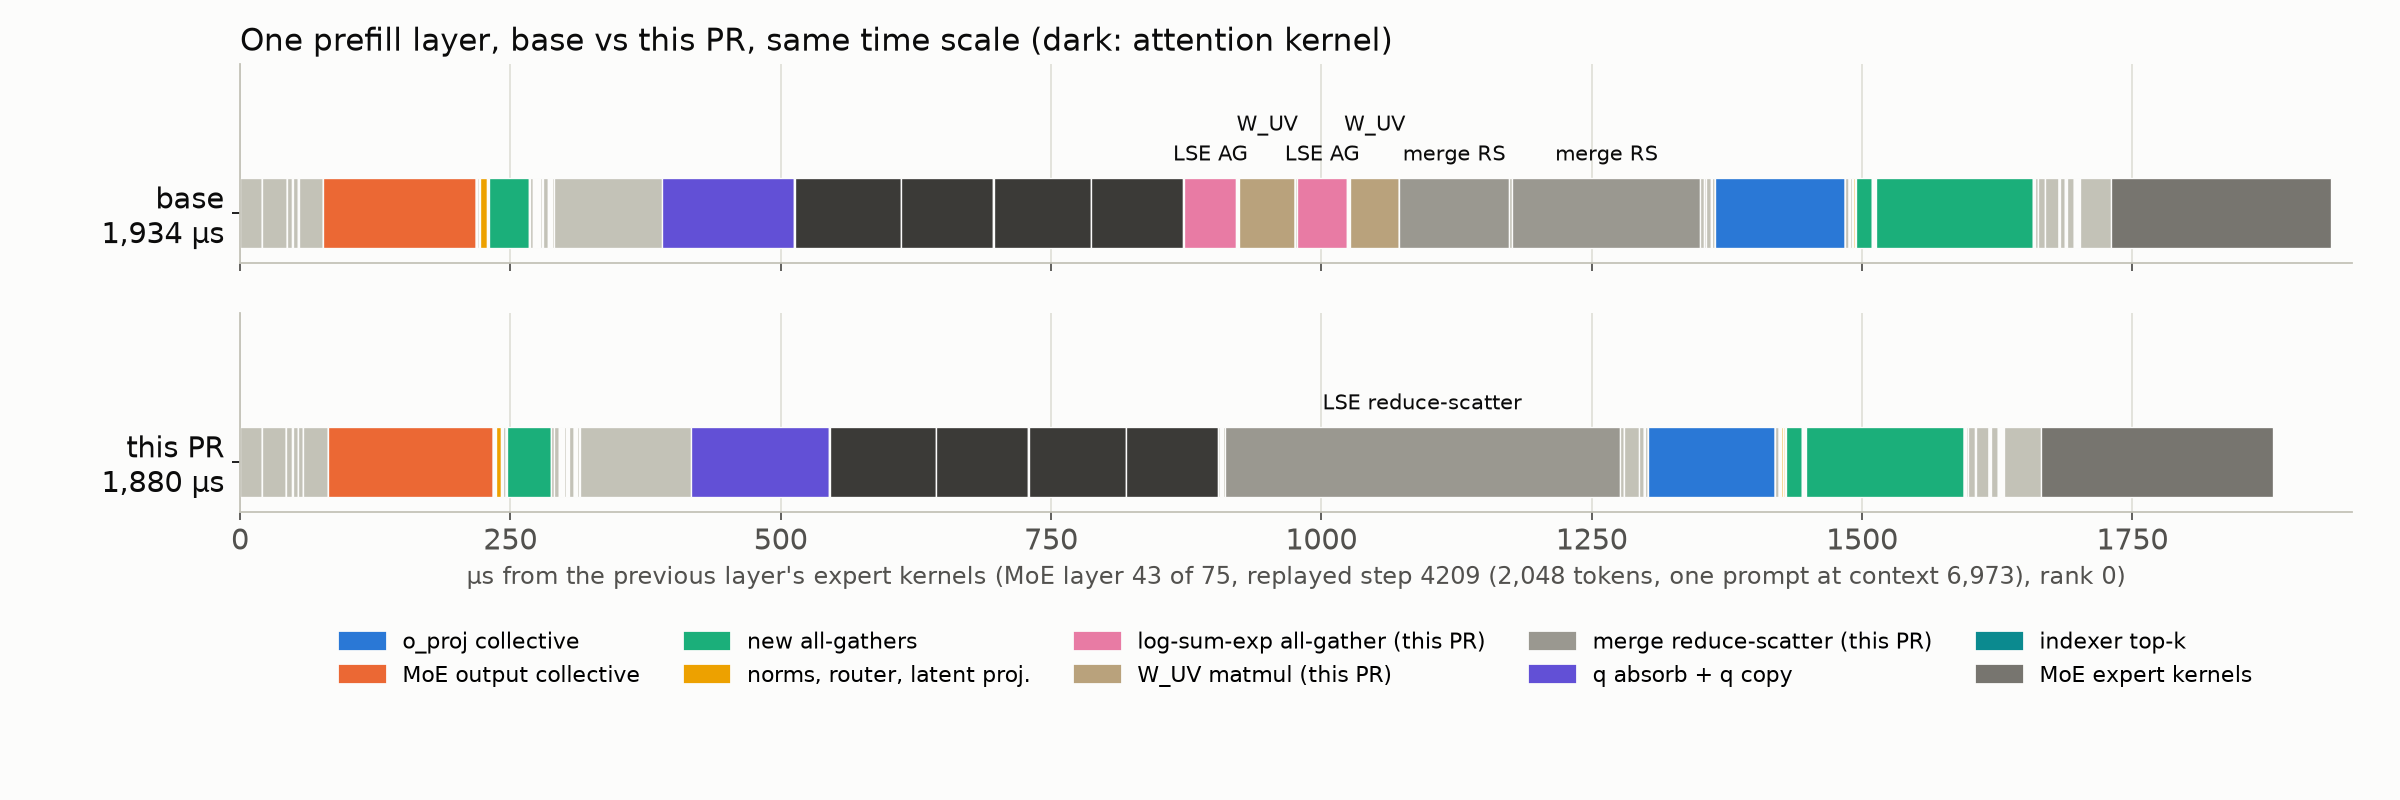 One prefill layer, base vs this PR, same time scale (dark: attention kernel)
W_UV W_UV
LSE AG LSE AG merge RS merge RS
base
1,934 µs
LSE reduce-scatter
this PR
1,880 µs
0 250 500 750 1000 1250 1500 1750
µs from the previous layer's expert kernels (MoE layer 43 of 75, replayed step 4209 (2,048 tokens, one prompt at context 6,973), rank 0)
o_proj collective new all-gathers log-sum-exp all-gather (this PR) merge reduce-scatter (this PR) indexer top-k
MoE output collective norms, router, latent proj. W_UV matmul (this PR) q absorb + q copy MoE expert kernels